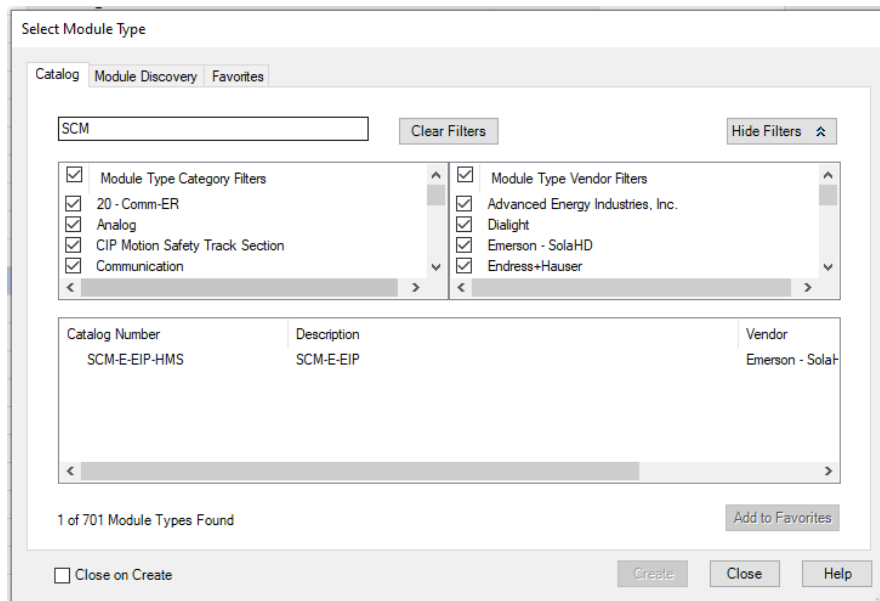 Select Module Type
Catalog Module Discovery Favorites
SCM Clear Filters Hide Filters
Module Type Category Filters
20 - Comm-ER
Analog
CIP Motion Safety Track Section
Communication
Module Type Vendor Filters
Advanced Energy Industries, Inc.
Dialight
Emerson - SolaHD
Endress+Hauser
Catalog Number Description Vendor
SCM-E-EIP-HMS SCM-E-EIP Emerson - SolaH
1 of 701 Module Types Found Add to Favorites
Close on Create Create Close Help